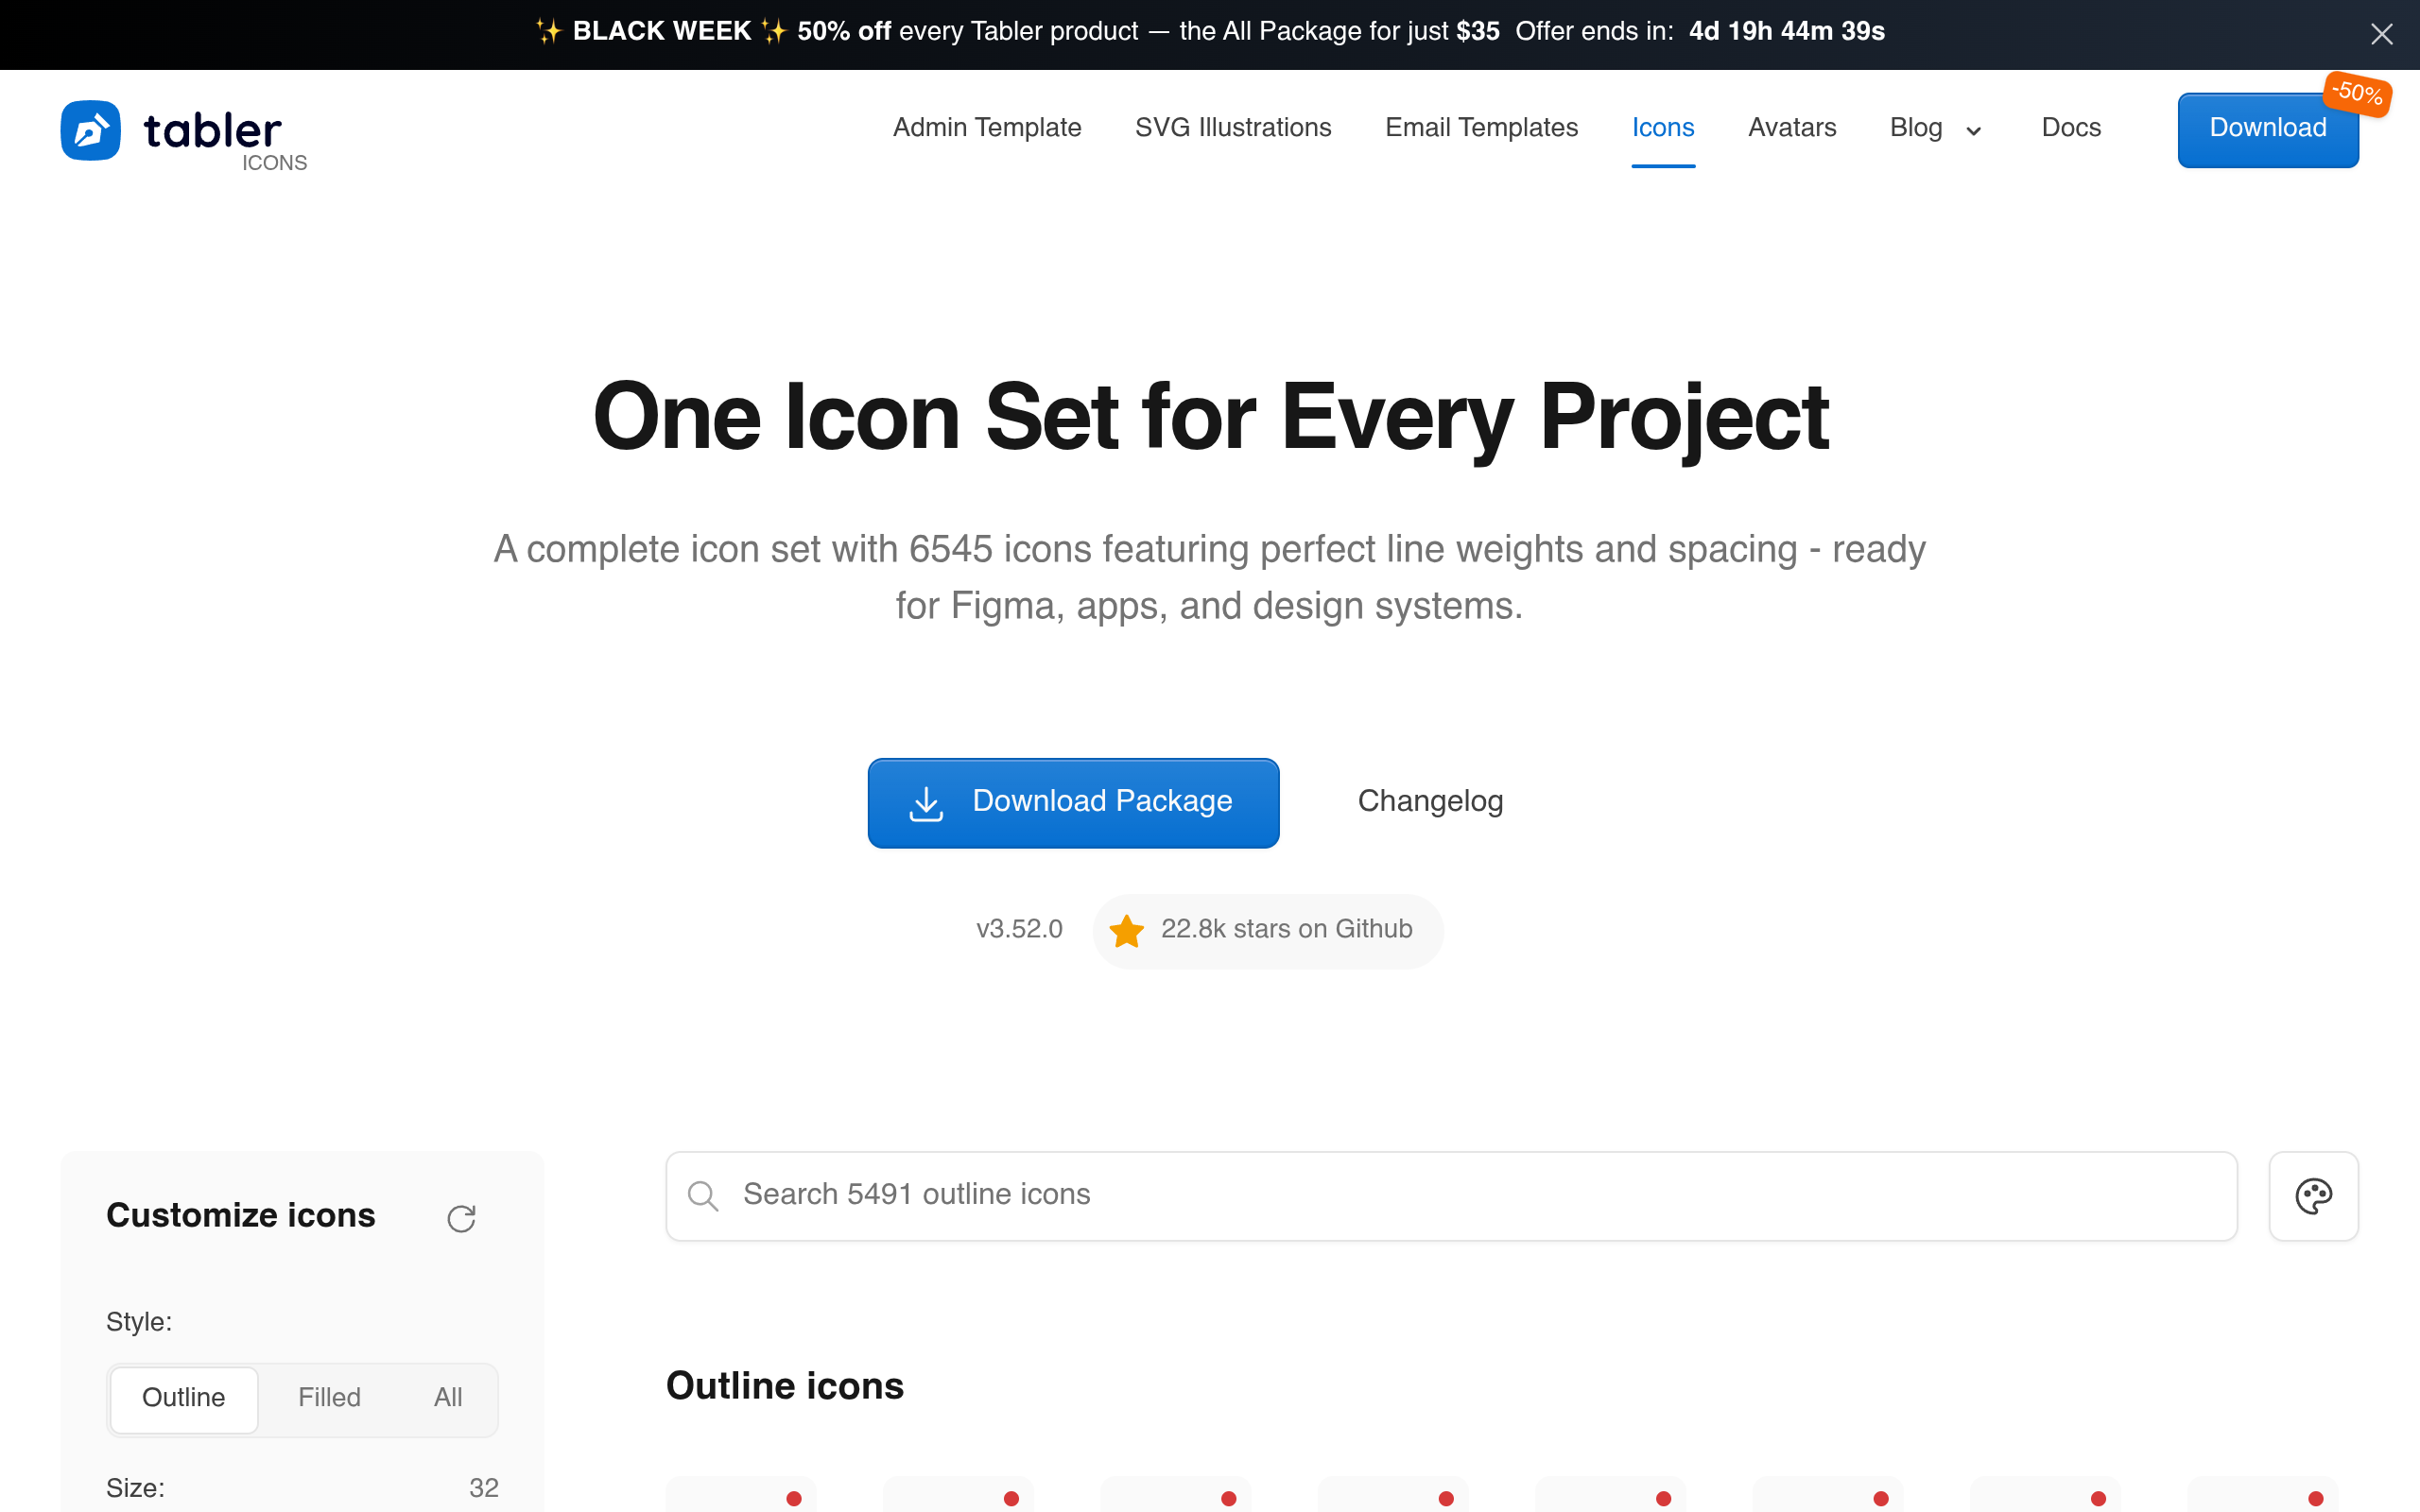 ✨ BLACK WEEK ✨ 50% off every Tabler product — the All Package for just $35 Offer ends in: 4d 19h 44m 39s
tabler
ICONS
Admin Template
SVG Illustrations
Email Templates
Icons
Avatars
Blog
Docs
Download
-50%
One Icon Set for Every Project
A complete icon set with 6545 icons featuring perfect line weights and spacing - ready
for Figma, apps, and design systems.
Download Package
Changelog
v3.52.0
22.8k stars on Github
Customize icons
Search 5491 outline icons
Style:
Outline
Filled
All
Size:
32
Outline icons